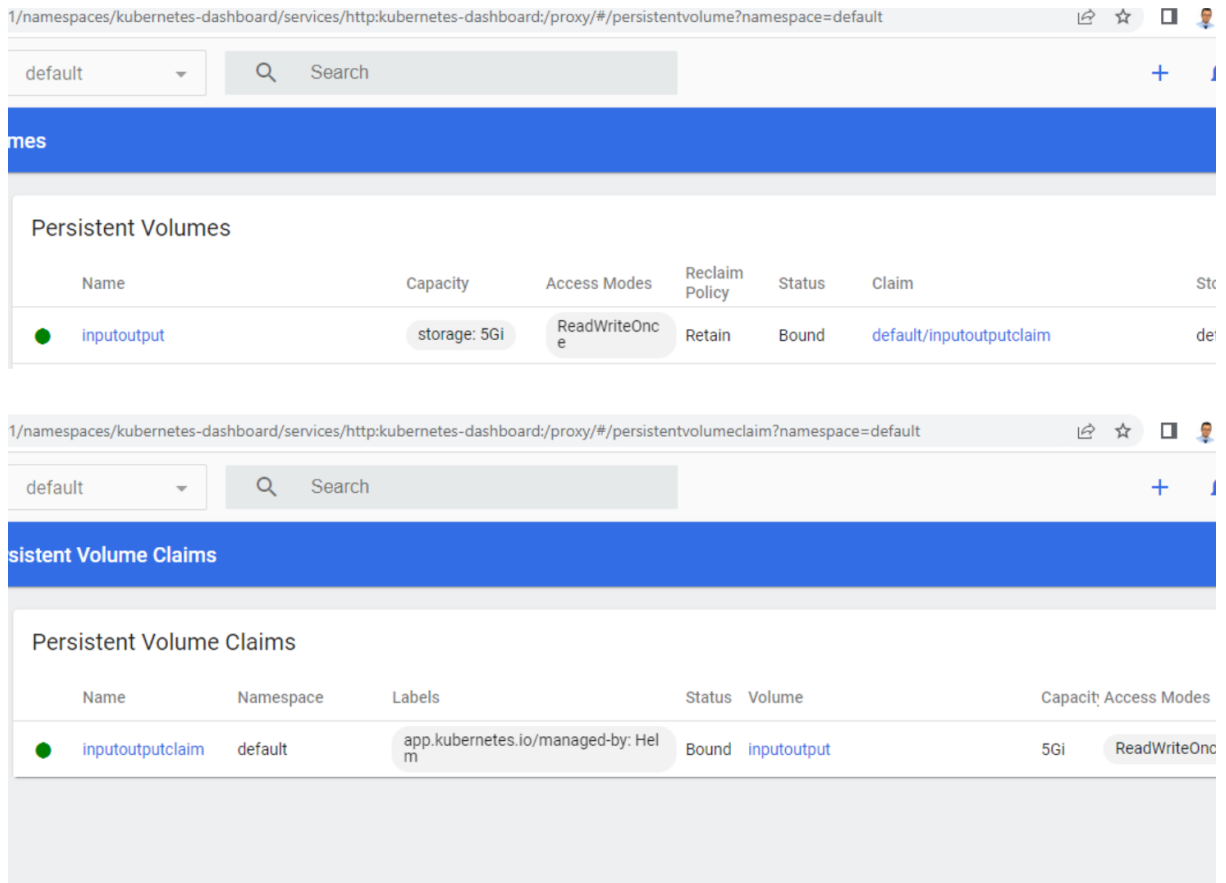 1/namespaces/kubernetes-dashboard/services/http:kubernetes-dashboard:/proxy/#/persistentvolume?namespace=default
default Search +
mes
Persistent Volumes
Name Capacity Access Modes Reclaim Policy Status Claim Sto
inputoutput storage: 5Gi ReadWriteOnc
e Retain Bound default/inputoutputclaim def
1/namespaces/kubernetes-dashboard/services/http:kubernetes-dashboard:/proxy/#/persistentvolumeclaim?namespace=default
default Search +
sistent Volume Claims
Persistent Volume Claims
Name Namespace Labels Status Volume Capacity Access Modes
inputoutputclaim default app.kubernetes.io/managed-by: Hel
m Bound inputoutput 5Gi ReadWriteOnc